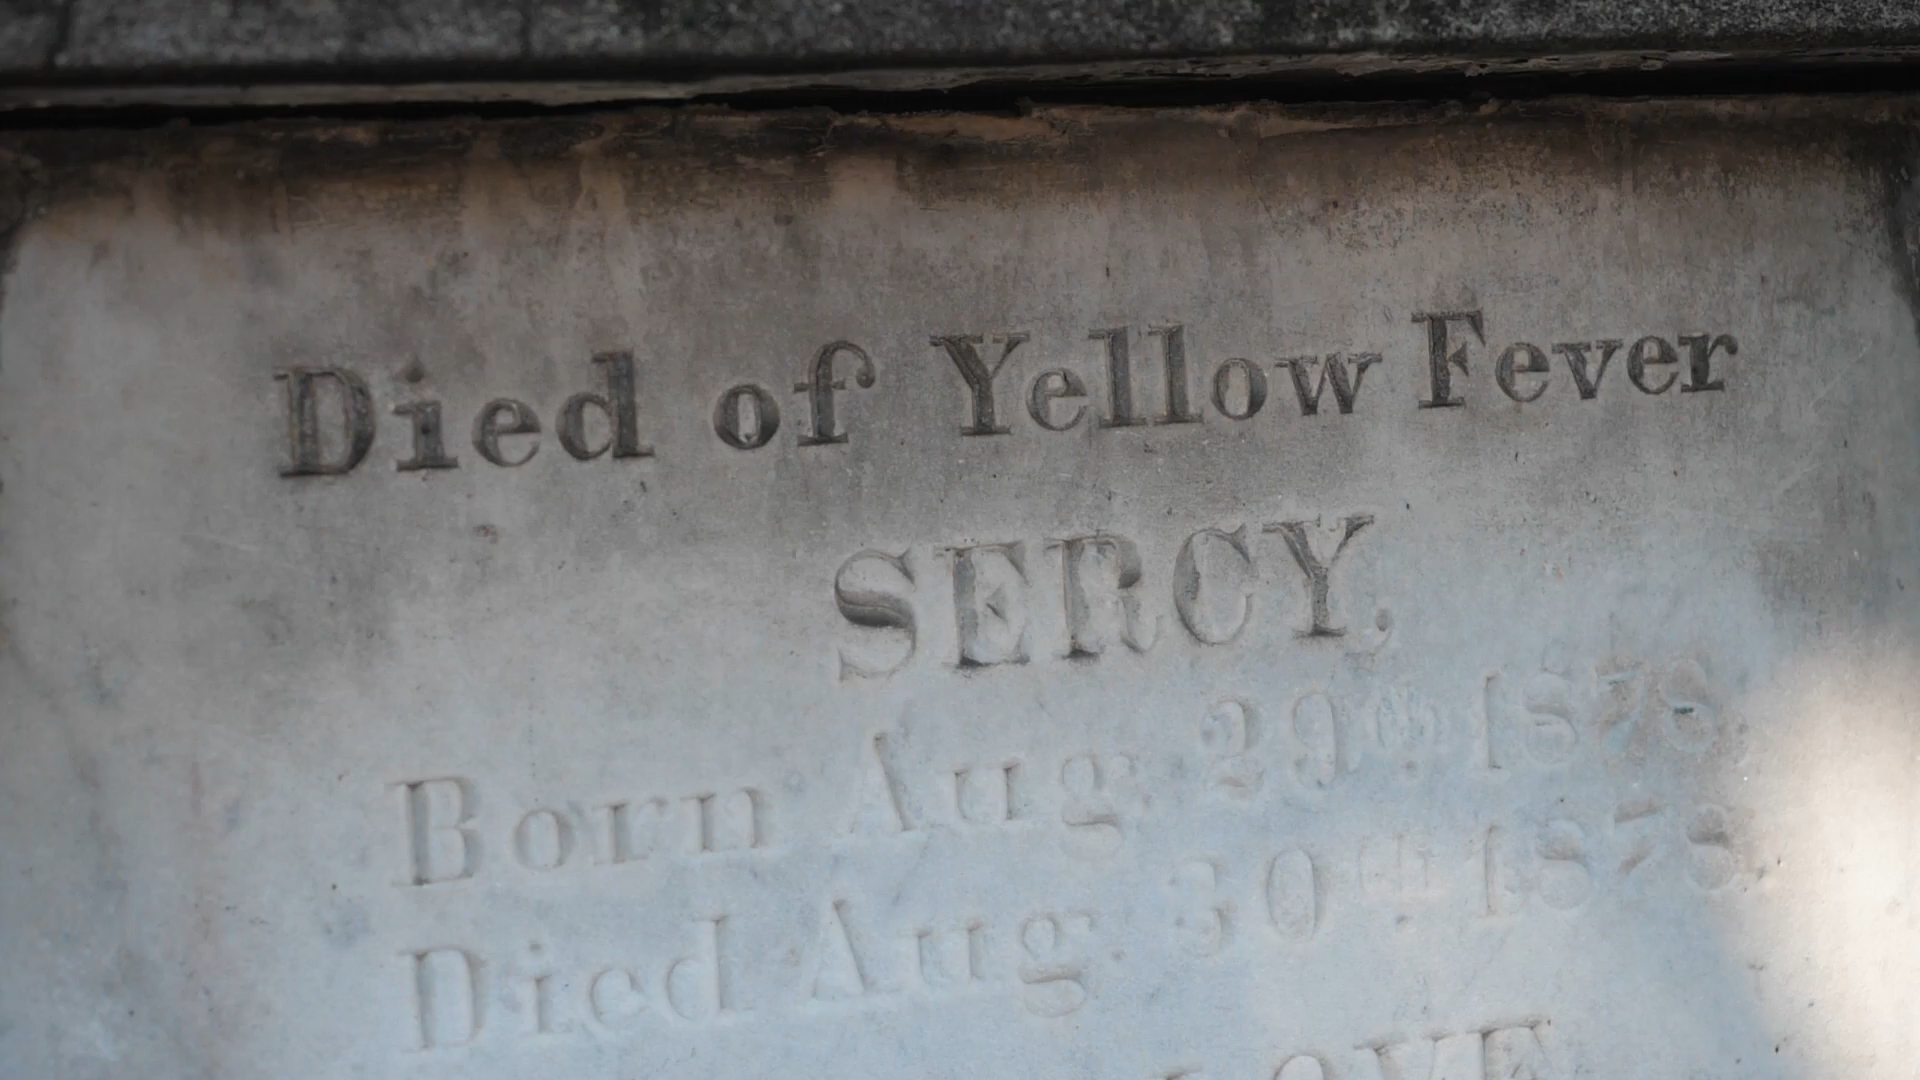 Died of Yellow Fever
SERCY,
Born Aug. 29th. 1878.
Died Aug. 30th. 1878.